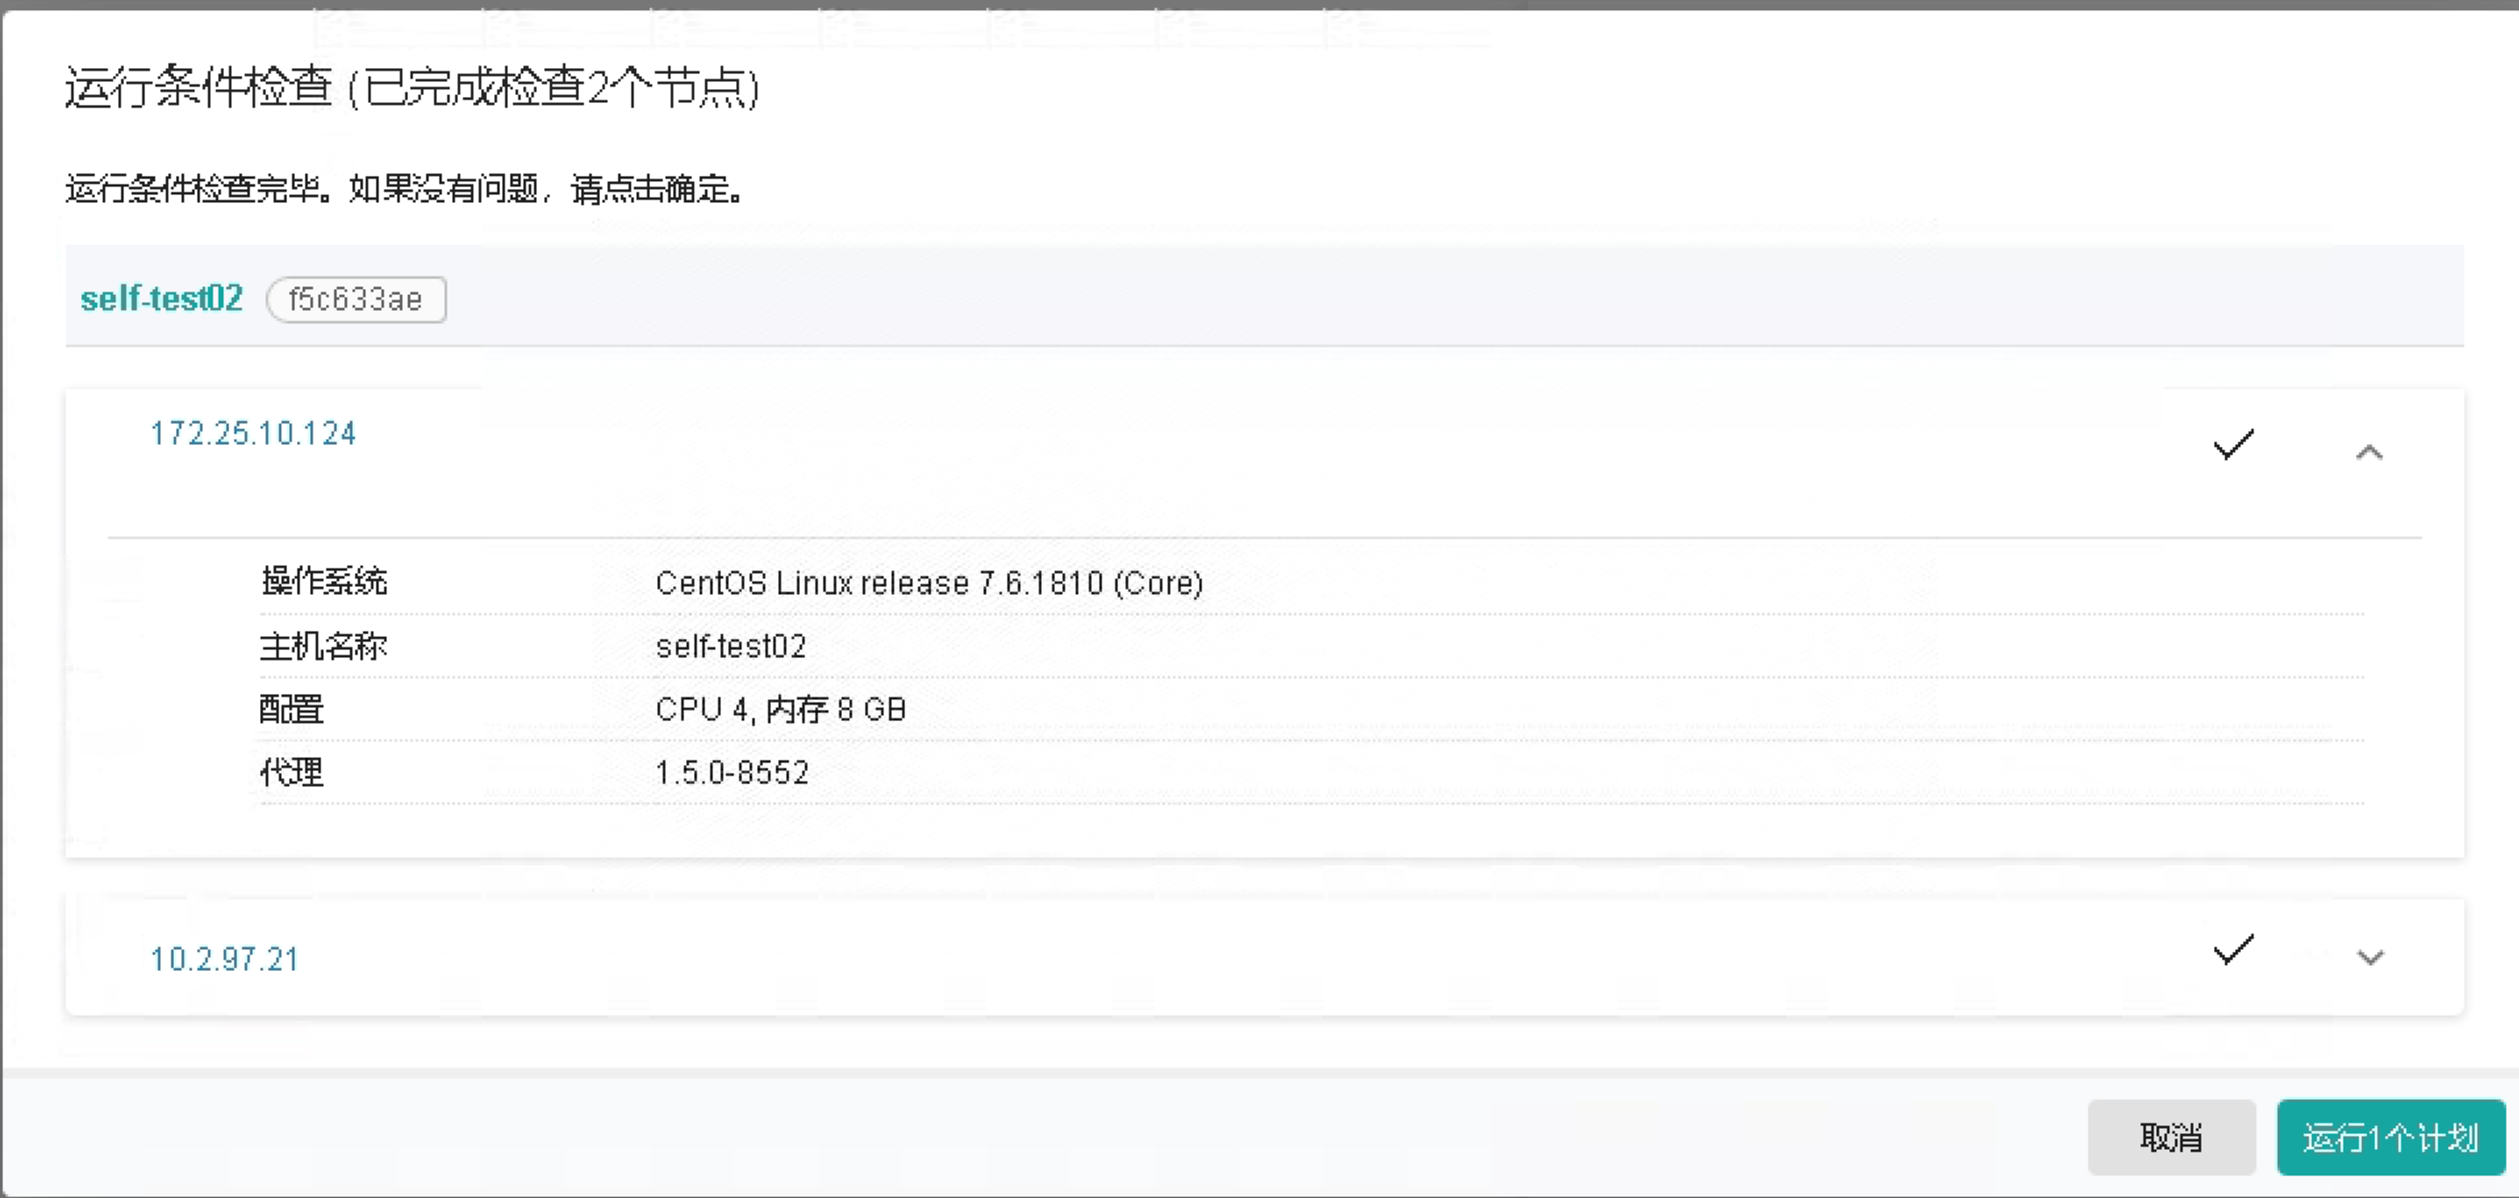 运行条件检查 (已完成检查2个节点)
运行条件检查完毕。如果没有问题，请点击确定。
self-test02 f5c633ae
172.25.10.124
操作系统 CentOS Linux release 7.6.1810 (Core)
主机名称 self-test02
配置 CPU 4, 内存 8 GB
代理 1.5.0-8552
10.2.97.21
取消 运行1个计划